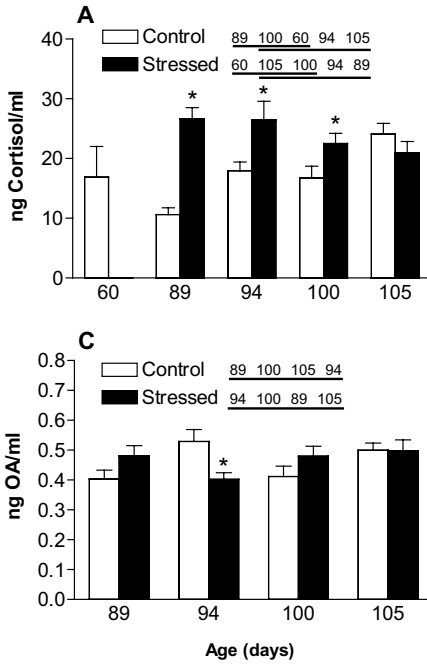 A
Control 89 100 60 94 105
Stressed 60 105 100 94 89
ng Cortisol/ml
40
30
20
10
0
* * *
60 89 94 100 105
C
Control 89 100 105 94
Stressed 94 100 89 105
ng OA/ml
0.8
0.7
0.6
0.5
0.4
0.3
0.2
0.1
0.0
*
89 94 100 105
Age (days)